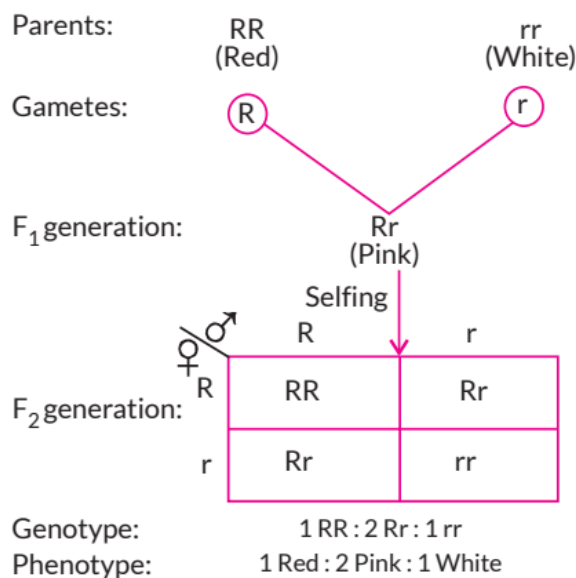 Parents: RR rr
(Red) (White)
Gametes: R r
F₁ generation: Rr
(Pink)
Selfing
♀ ♂ R r
F₂ generation: R RR Rr
r Rr rr
Genotype: 1 RR : 2 Rr : 1 rr
Phenotype: 1 Red : 2 Pink : 1 White